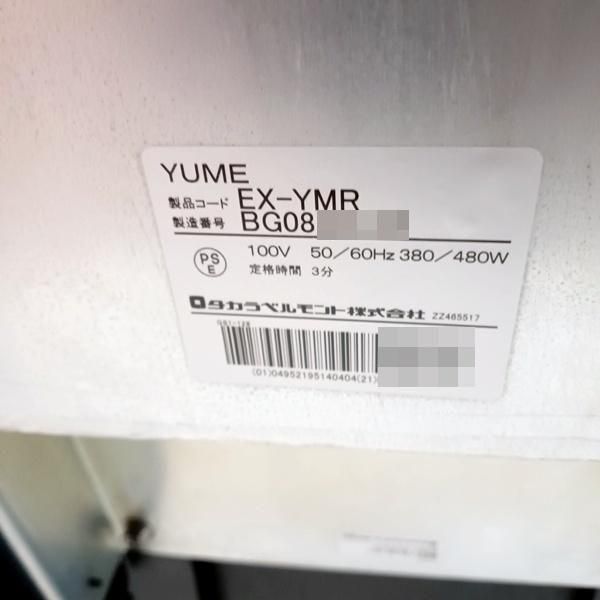 YUME
製品コード EX-YMR
製造番号 BG08
PS
E
100V 50/60Hz 380/480W
定格時間 3分
タカラベルモント株式会社 ZZ465517
GS1-128
(01)04952195140404(21)